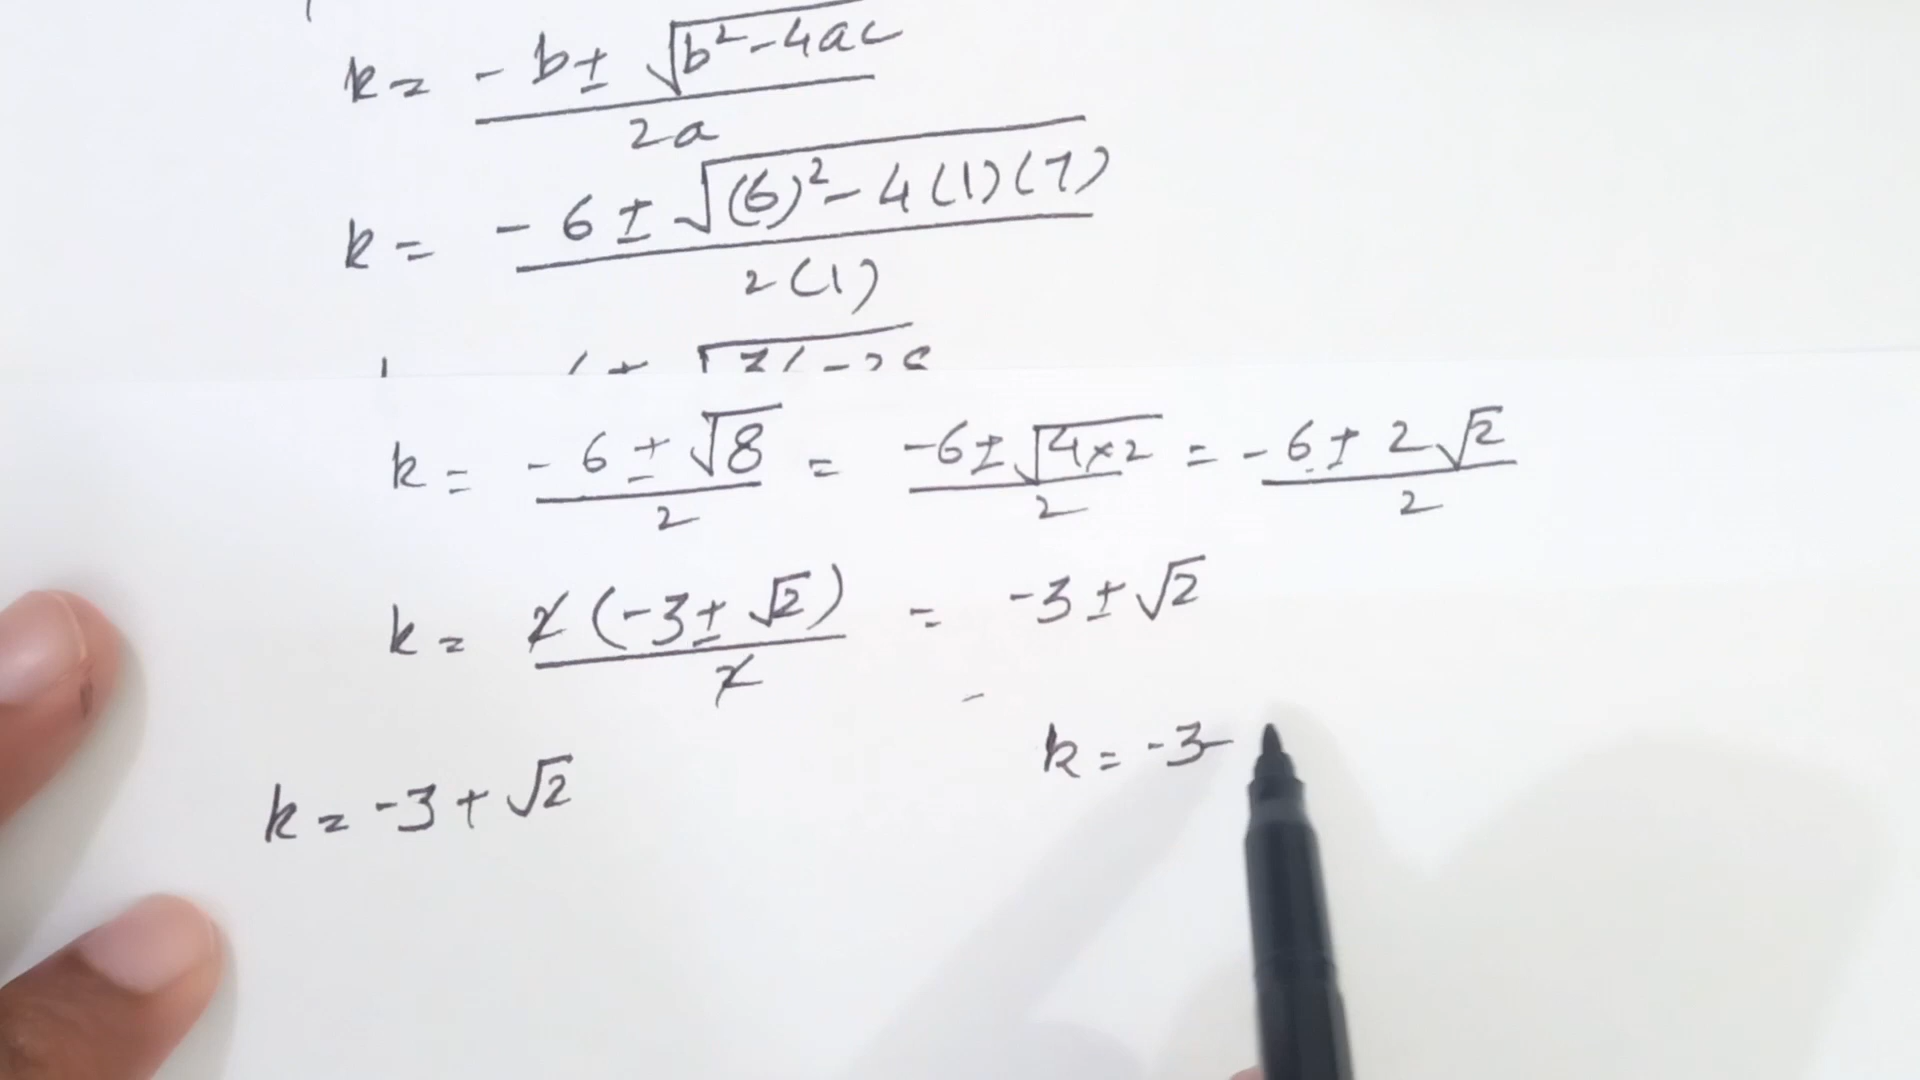 k = (-b ± √(b² - 4ac)) / 2a
k = (-6 ± √((6)² - 4(1)(7))) / 2(1)
k = (-6 ± √8) / 2 = (-6 ± √(4×2)) / 2 = (-6 ± 2√2) / 2
k = 2(-3 ± √2) / 2 = -3 ± √2
k = -3 -
k = -3 + √2